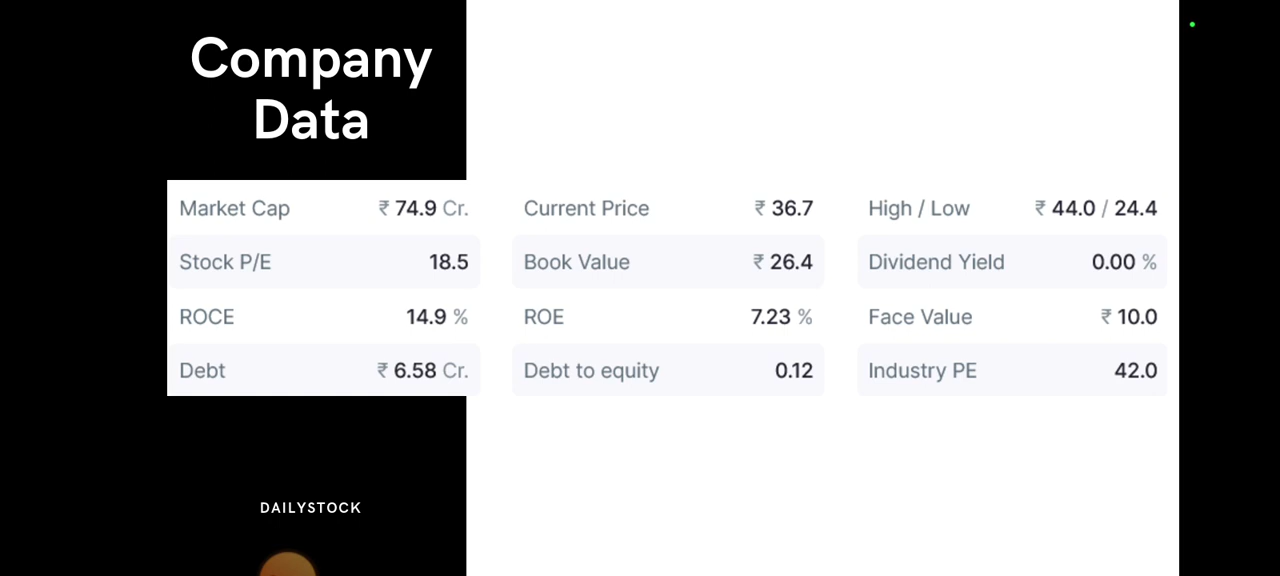 Company
Data
Market Cap ₹ 74.9 Cr. Current Price ₹ 36.7 High / Low ₹ 44.0 / 24.4
Stock P/E 18.5 Book Value ₹ 26.4 Dividend Yield 0.00 %
ROCE 14.9 % ROE 7.23 % Face Value ₹ 10.0
Debt ₹ 6.58 Cr. Debt to equity 0.12 Industry PE 42.0
DAILYSTOCK